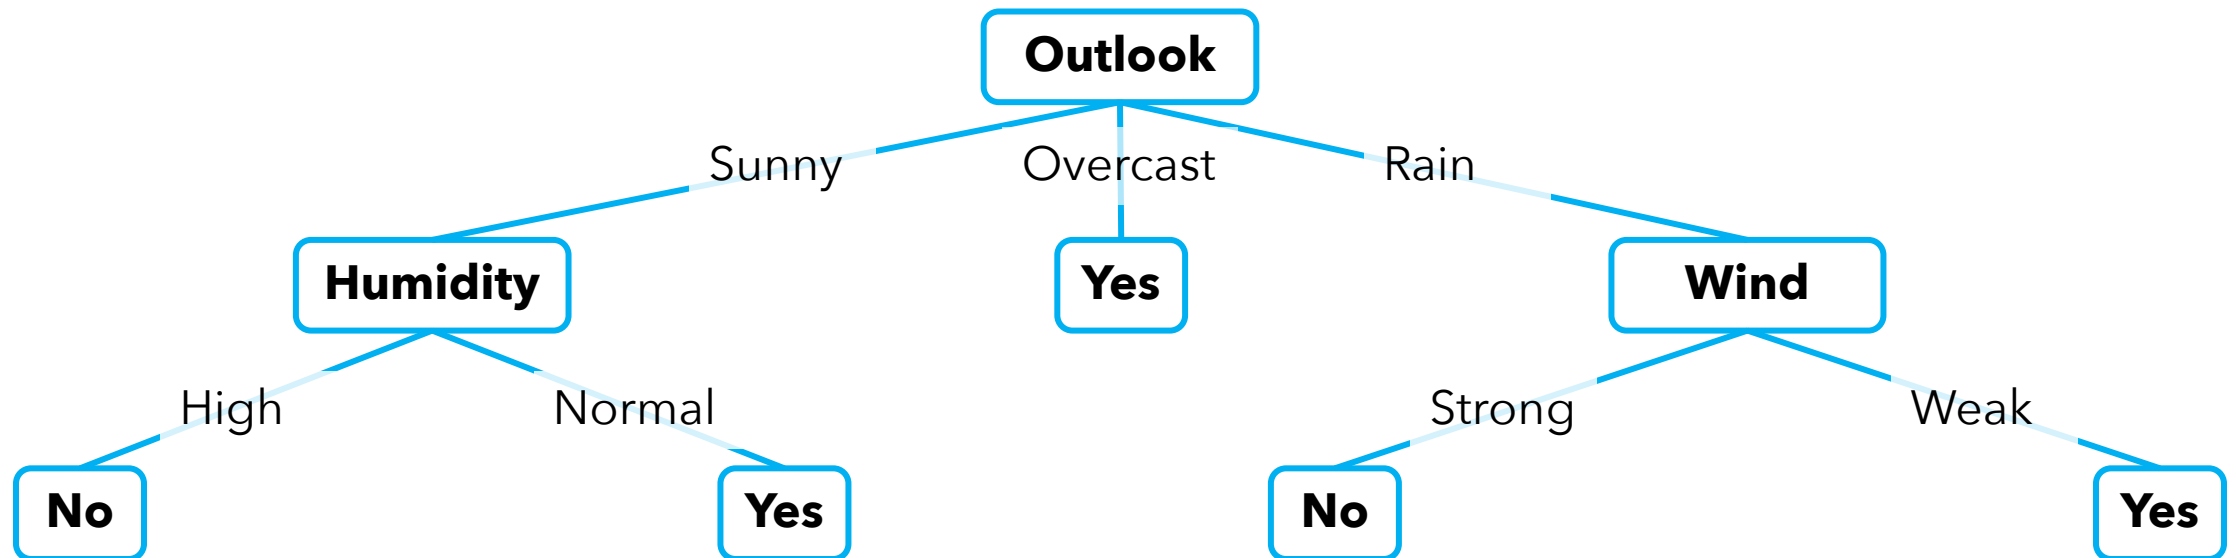 Outlook
Sunny Overcast Rain
Humidity Yes Wind
High Normal Strong Weak
No Yes No Yes